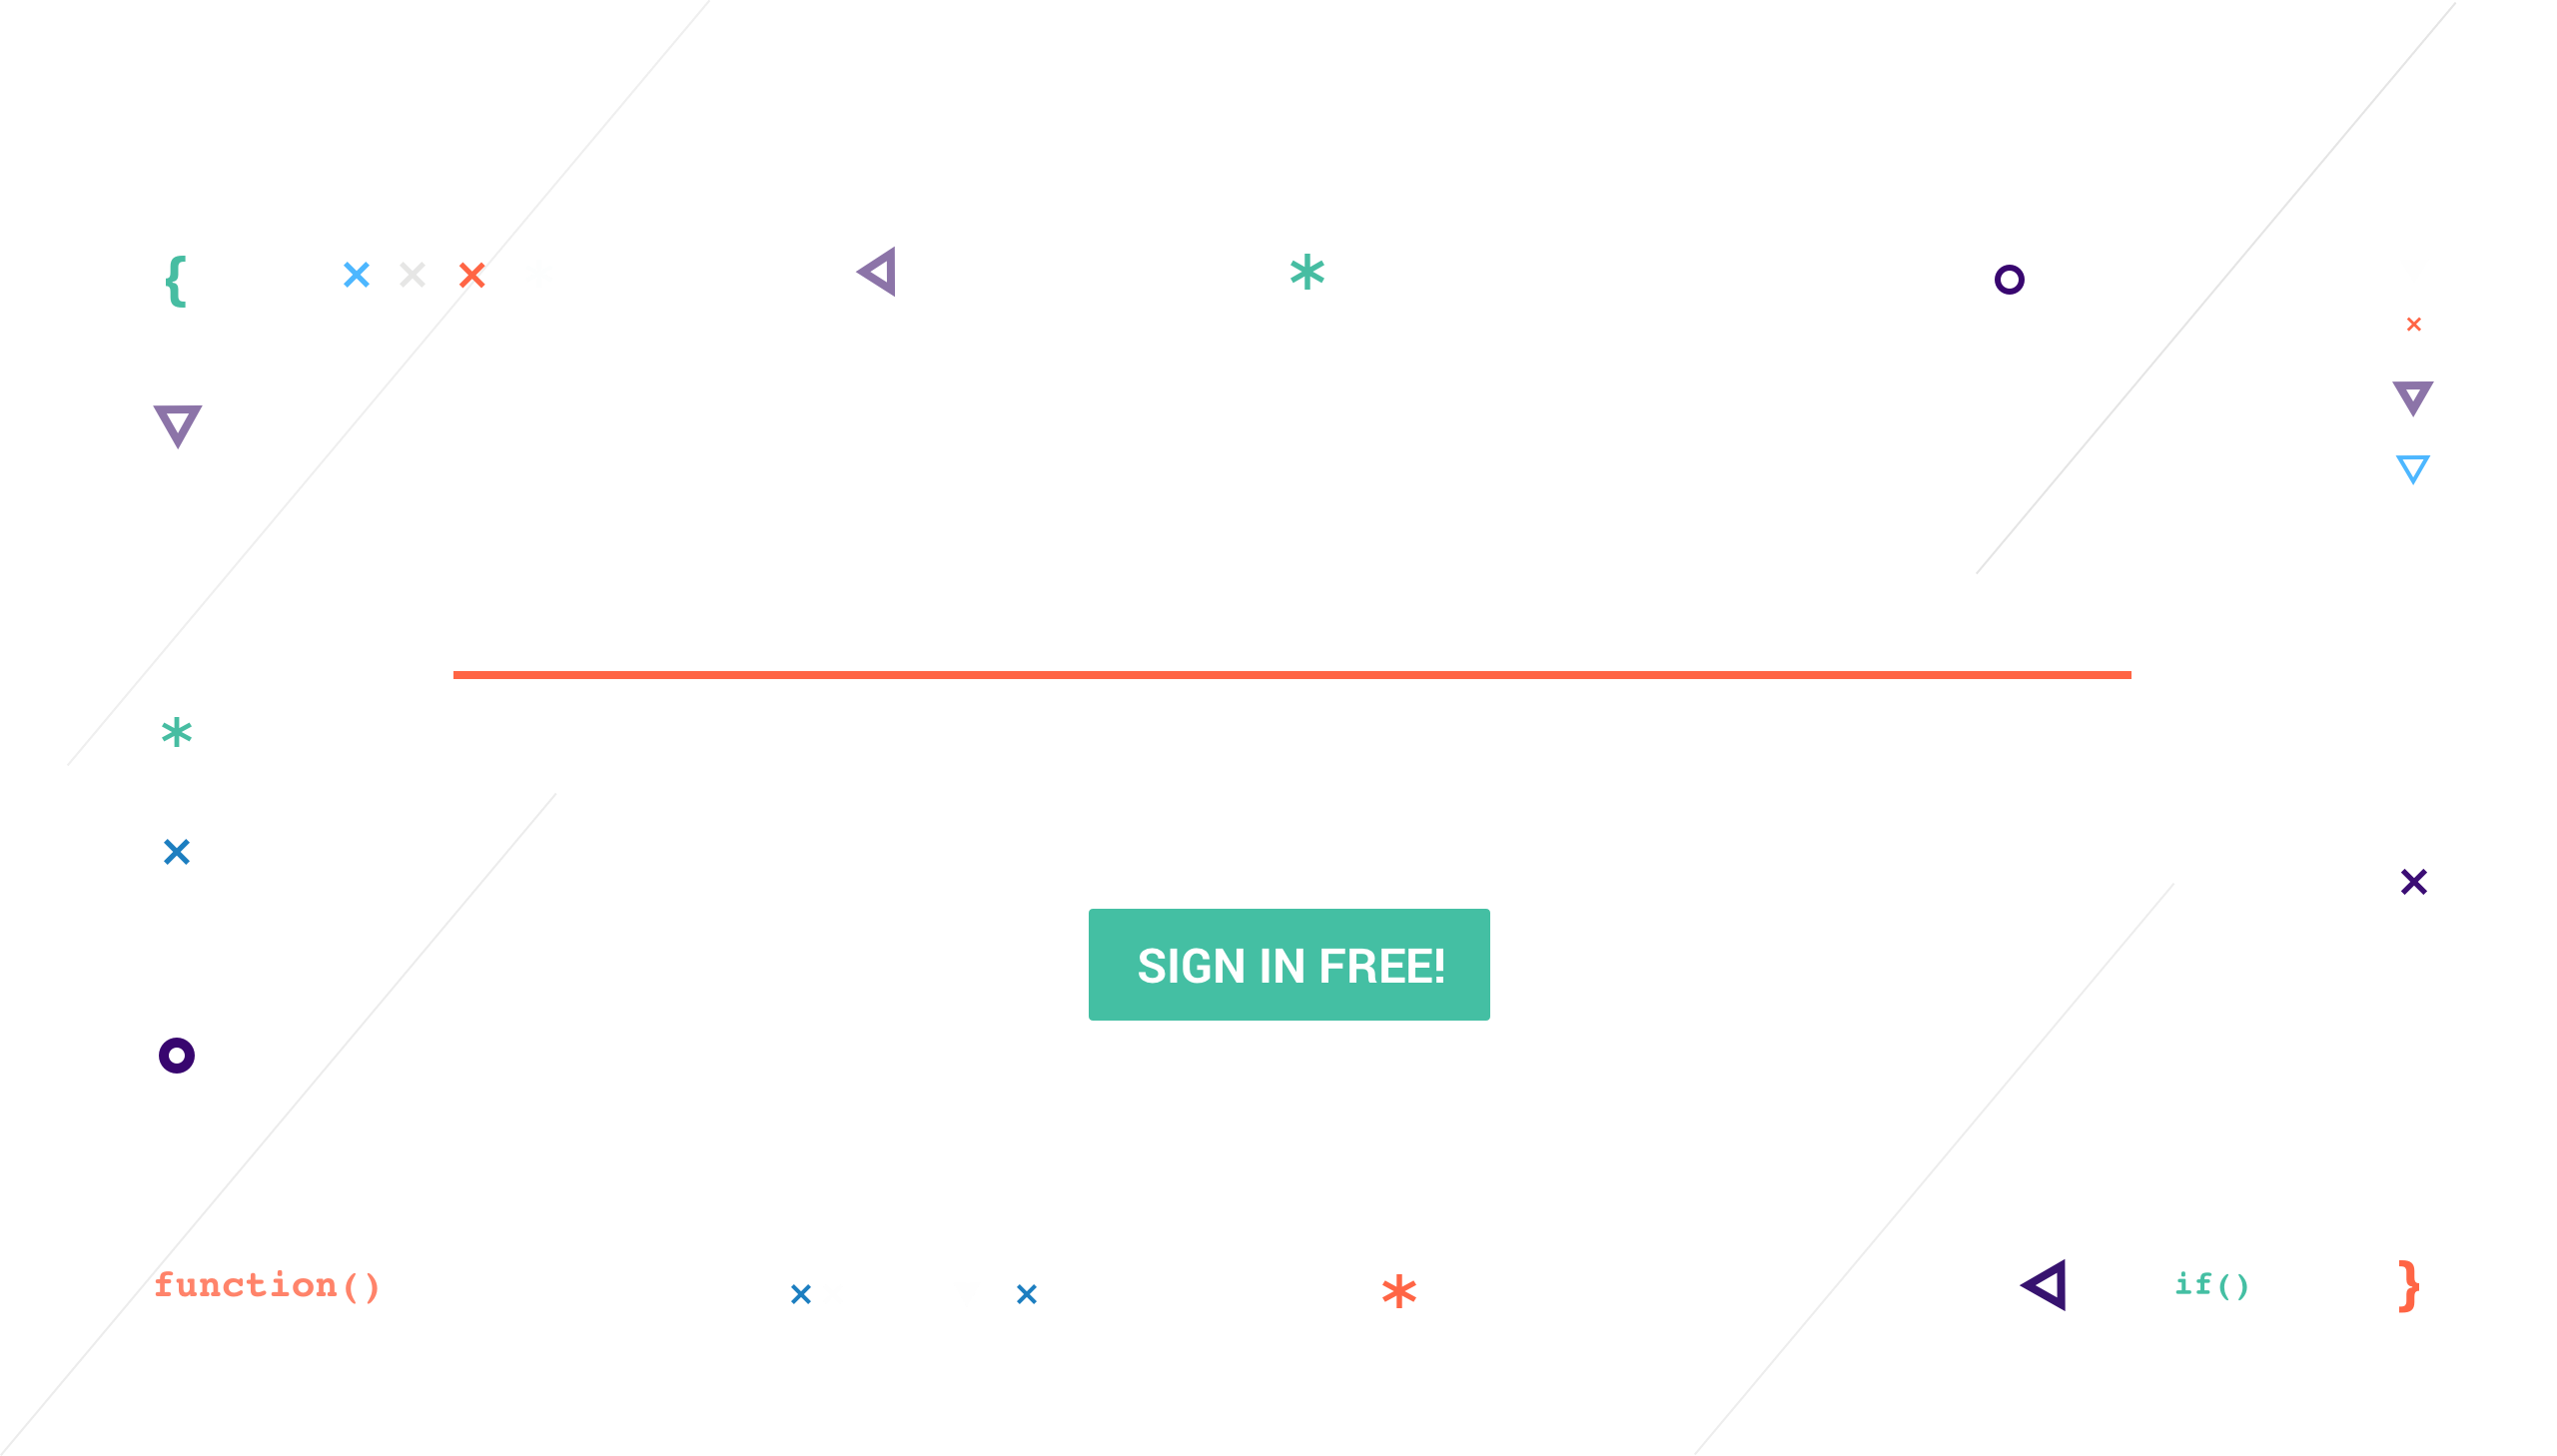 {
SIGN IN FREE!
function()
if()
}